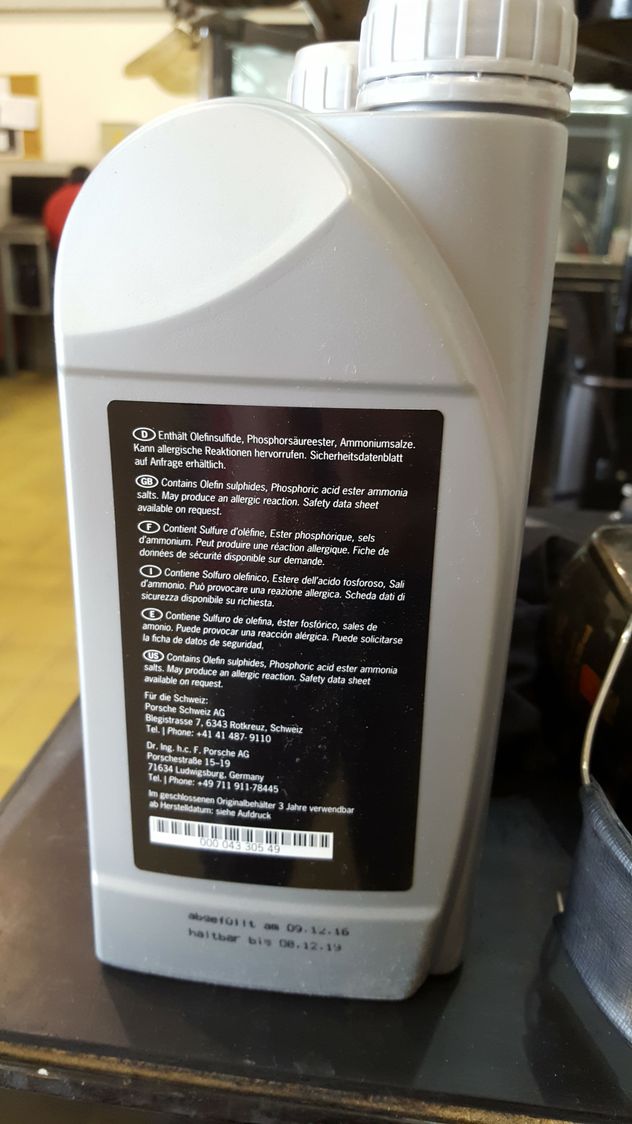 D Enthält Olefinsulfide, Phosphorsäureester, Ammoniumsalze.
Kann allergische Reaktionen hervorrufen. Sicherheitsdatenblatt
auf Anfrage erhältlich.
GB Contains Olefin sulphides, Phosphoric acid ester ammonia
salts. May produce an allergic reaction. Safety data sheet
available on request.
F Contient Sulfure d'oléfine, Ester phosphorique, sels
d'ammonium. Peut produire une réaction allergique. Fiche de
données de sécurité disponible sur demande.
I Contiene Solfuro olefinico, Estere dell'acido fosforoso, Sali
d'ammonio. Può provocare una reazione allergica. Scheda dati di
sicurezza disponibile su richiesta.
E Contiene Sulfuro de olefina, éster fosfórico, sales de
amonio. Puede provocar una reacción alérgica. Puede solicitarse
la ficha de datos de seguridad.
US Contains Olefin sulphides, Phosphoric acid ester ammonia
salts. May produce an allergic reaction. Safety data sheet
available on request.
Für die Schweiz:
Porsche Schweiz AG
Blegistrasse 7, 6343 Rotkreuz, Schweiz
Tel. | Phone: +41 41 487- 9110
Dr. Ing. h.c. F. Porsche AG
Porschestraße 15–19
71634 Ludwigsburg, Germany
Tel. | Phone: +49 711 911-78445
Im geschlossenen Originalbehälter 3 Jahre verwendbar
ab Herstelldatum: siehe Aufdruck
000 043 305 49
abgefüllt am 09.12.16
haltbar bis 08.12.19